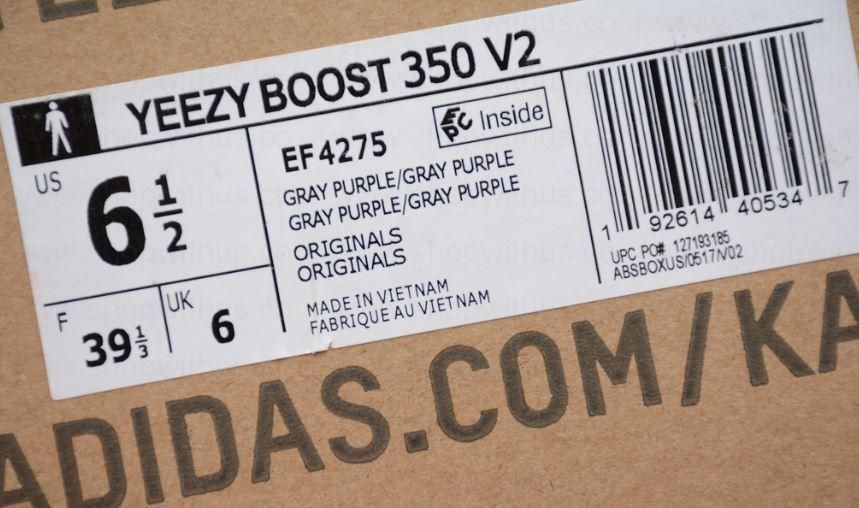 YEEZY BOOST 350 V2
US
6 1/2
F
39 1/3
UK
6
EF4275
EPC Inside
GRAY PURPLE/GRAY PURPLE
GRAY PURPLE/GRAY PURPLE
ORIGINALS
ORIGINALS
MADE IN VIETNAM
FABRIQUE AU VIETNAM
1 92614 40534 7
UPC PO# 127193185
ABSBOXUS/0517/V02
ADIDAS.COM/KA